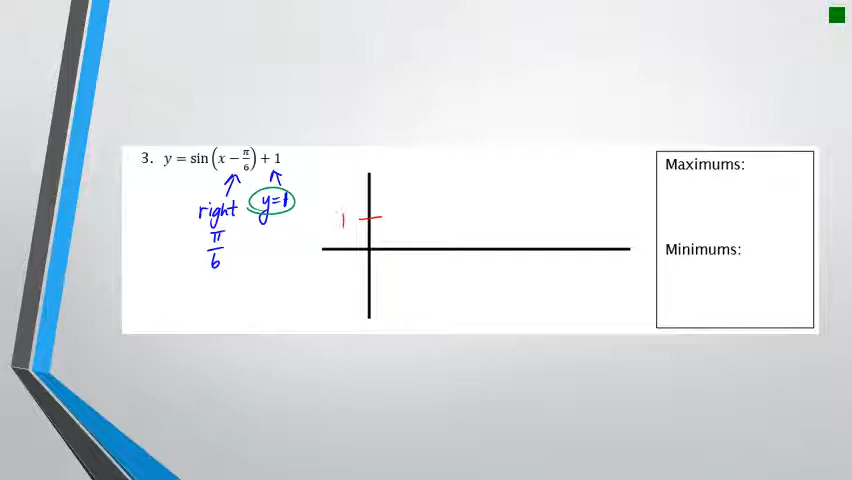 3. y = sin(x − π/6) + 1
right y=1
π/6
1
Maximums:
Minimums: